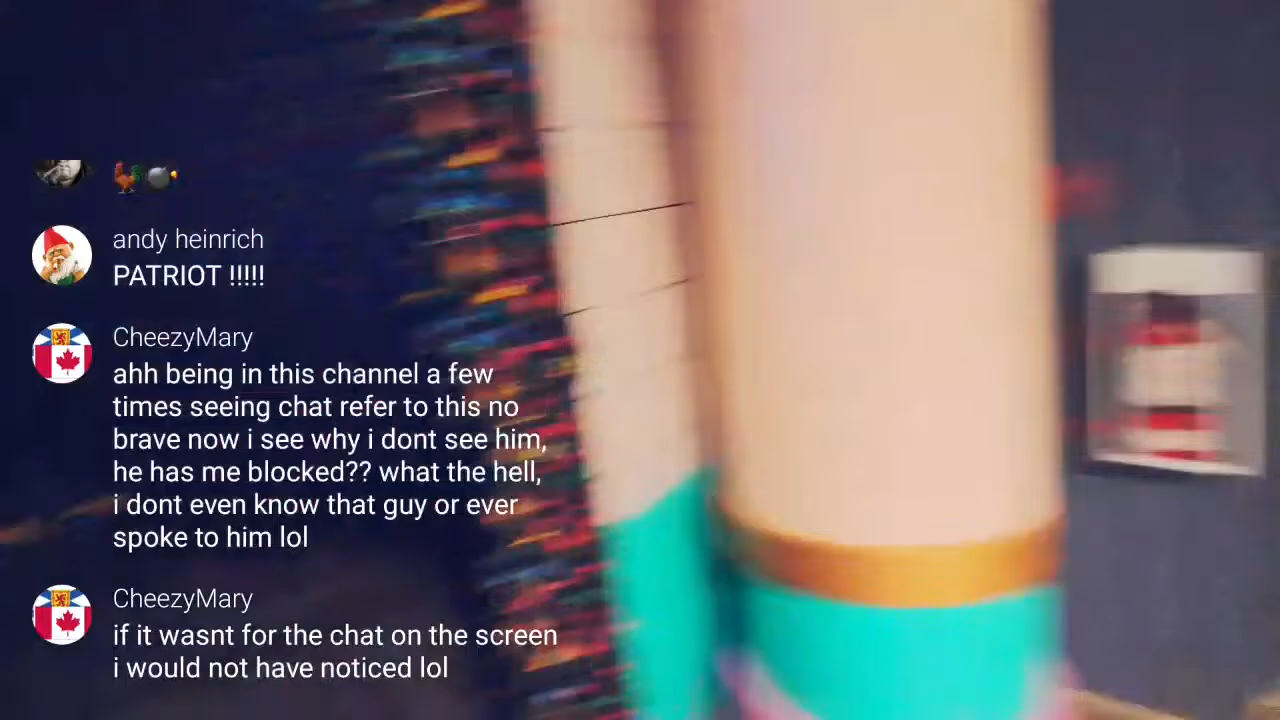 andy heinrich
PATRIOT !!!!!
CheezyMary
ahh being in this channel a few
times seeing chat refer to this no
brave now i see why i dont see him,
he has me blocked?? what the hell,
i dont even know that guy or ever
spoke to him lol
CheezyMary
if it wasnt for the chat on the screen
i would not have noticed lol